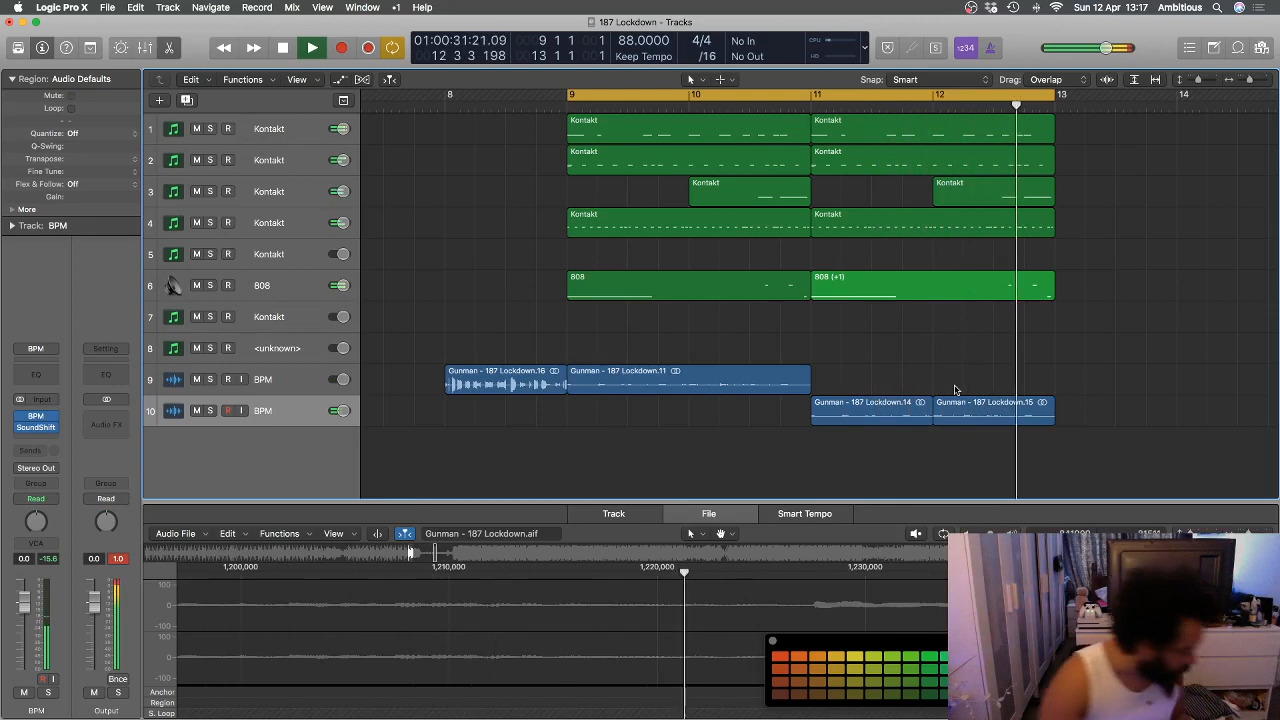 Logic Pro X File Edit Track Navigate Record Mix View Window •1 Help Sun 12 Apr 13:17 Ambitious
187 Lockdown - Tracks
01:00:31:21.09 9 1 1 1 88.0000 4/4 No In CPU
12 3 3 198 13 1 1 1 Keep Tempo /16 No Out HD
S 1234
Region: Audio Defaults
Mute:
Loop:
Quantize: Off
Q-Swing:
Transpose:
Fine Tune:
Flex & Follow: Off
Gain:
More
Track: BPM
Edit Functions View Snap: Smart Drag: Overlap
8 9 10 11 12 13 14
1 M S R Kontakt Kontakt Kontakt
2 M S R Kontakt Kontakt Kontakt
3 M S R Kontakt Kontakt Kontakt
4 M S R Kontakt Kontakt Kontakt
5 M S R Kontakt
6 M S R 808 808 808 (+1)
7 M S R Kontakt
8 M S R <unknown>
9 M S R I BPM Gunman - 187 Lockdown.16 Gunman - 187 Lockdown.11
10 M S R I BPM Gunman - 187 Lockdown.14 Gunman - 187 Lockdown.15
BPM Setting
EQ EQ
Input
BPM Audio FX
SoundShift
Sends
Stereo Out
Group Group
Read Read
VCA
0.0 -15.6 0.0 1.0
R I Bnce
M S M S
BPM Output
Track File Smart Tempo
Audio File Edit Functions View Gunman - 187 Lockdown.aif
1,200,000 1,210,000 1,220,000 1,230,000
100
0
100
100
0
100
Anchor
Region
S. Loop